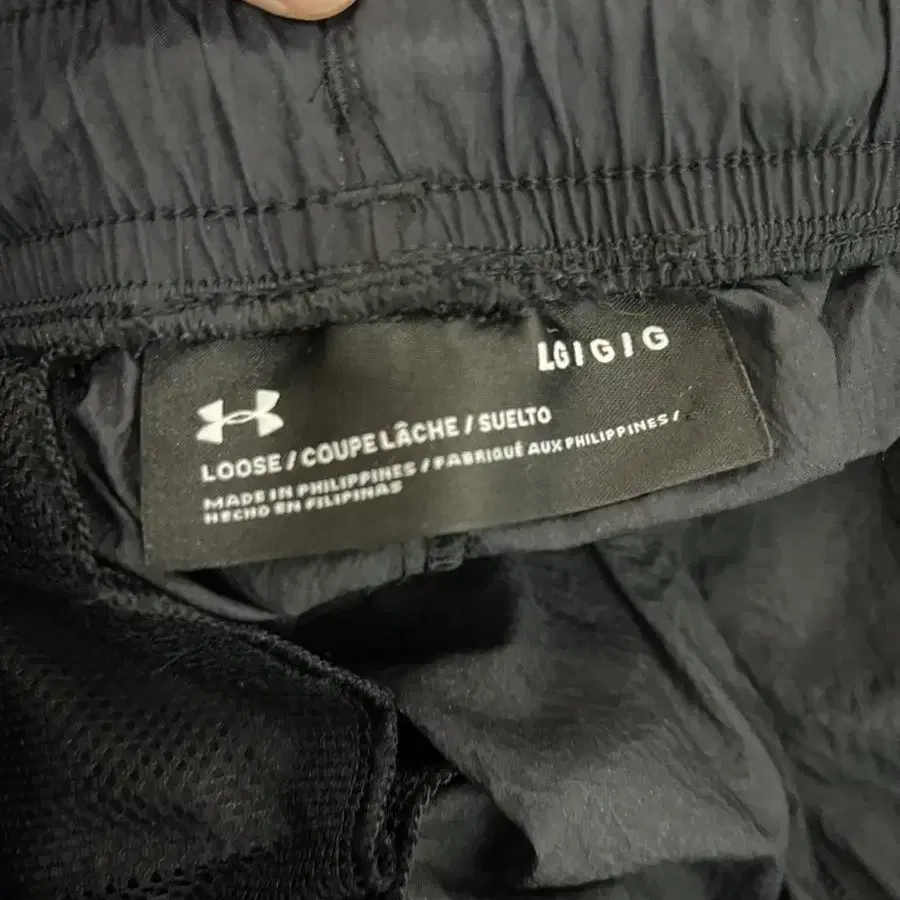 LG | G | G
LOOSE / COUPE LÂCHE / SUELTO
MADE IN PHILIPPINES / FABRIQUÉ AUX PHILIPPINES /
HECHO EN FILIPINAS